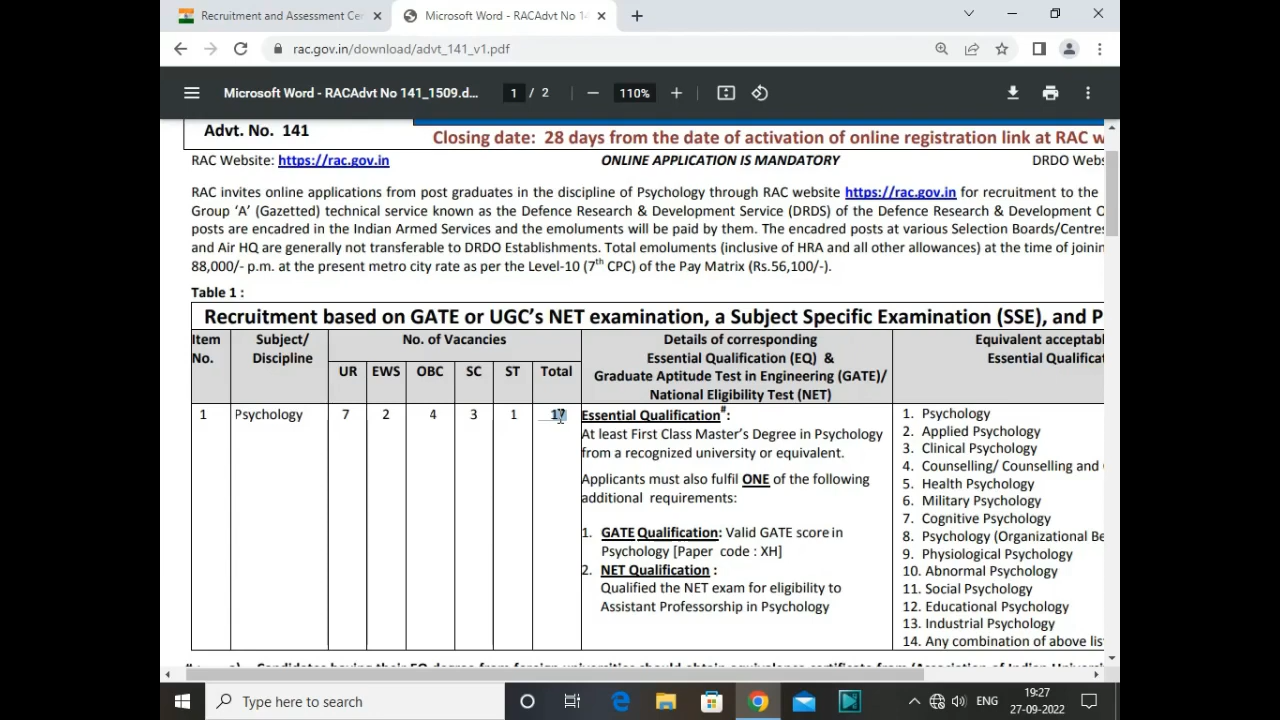 Recruitment and Assessment Cer
Microsoft Word - RACAdvt No 14
rac.gov.in/download/advt_141_v1.pdf
Microsoft Word - RACAdvt No 141_1509.d...
1 / 2
110%
Advt. No. 141
Closing date: 28 days from the date of activation of online registration link at RAC w
RAC Website: https://rac.gov.in
ONLINE APPLICATION IS MANDATORY
DRDO Webs
RAC invites online applications from post graduates in the discipline of Psychology through RAC website https://rac.gov.in for recruitment to the
Group ‘A’ (Gazetted) technical service known as the Defence Research & Development Service (DRDS) of the Defence Research & Development O
posts are encadred in the Indian Armed Services and the emoluments will be paid by them. The encadred posts at various Selection Boards/Centres
and Air HQ are generally not transferable to DRDO Establishments. Total emoluments (inclusive of HRA and all other allowances) at the time of joinin
88,000/- p.m. at the present metro city rate as per the Level-10 (7th CPC) of the Pay Matrix (Rs.56,100/-).
Table 1 :
Recruitment based on GATE or UGC’s NET examination, a Subject Specific Examination (SSE), and P
Item No.
Subject/ Discipline
No. of Vacancies
UR EWS OBC SC ST Total
Details of corresponding
Essential Qualification (EQ) &
Graduate Aptitude Test in Engineering (GATE)/
National Eligibility Test (NET)
Equivalent acceptabl
Essential Qualificat
1 Psychology 7 2 4 3 1 17
Essential Qualification#:
At least First Class Master’s Degree in Psychology
from a recognized university or equivalent.
Applicants must also fulfil ONE of the following
additional requirements:
1. GATE Qualification: Valid GATE score in
Psychology [Paper code : XH]
2. NET Qualification :
Qualified the NET exam for eligibility to
Assistant Professorship in Psychology
1. Psychology
2. Applied Psychology
3. Clinical Psychology
4. Counselling/ Counselling and
5. Health Psychology
6. Military Psychology
7. Cognitive Psychology
8. Psychology (Organizational Be
9. Physiological Psychology
10. Abnormal Psychology
11. Social Psychology
12. Educational Psychology
13. Industrial Psychology
14. Any combination of above lis
Type here to search
ENG
19:27
27-09-2022